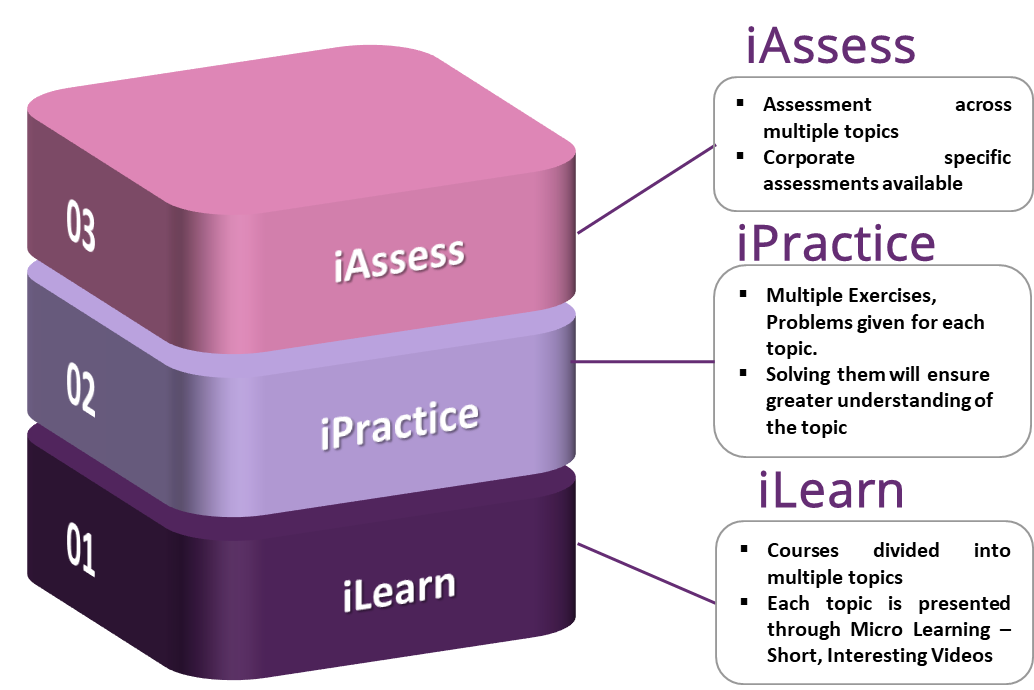 iAssess
▪ Assessment across
multiple topics
▪ Corporate specific
assessments available
03
iAssess
iPractice
▪ Multiple Exercises,
Problems given for each
topic.
▪ Solving them will ensure
greater understanding of
the topic
02
iPractice
iLearn
▪ Courses divided into
multiple topics
▪ Each topic is presented
through Micro Learning –
Short, Interesting Videos
01
iLearn